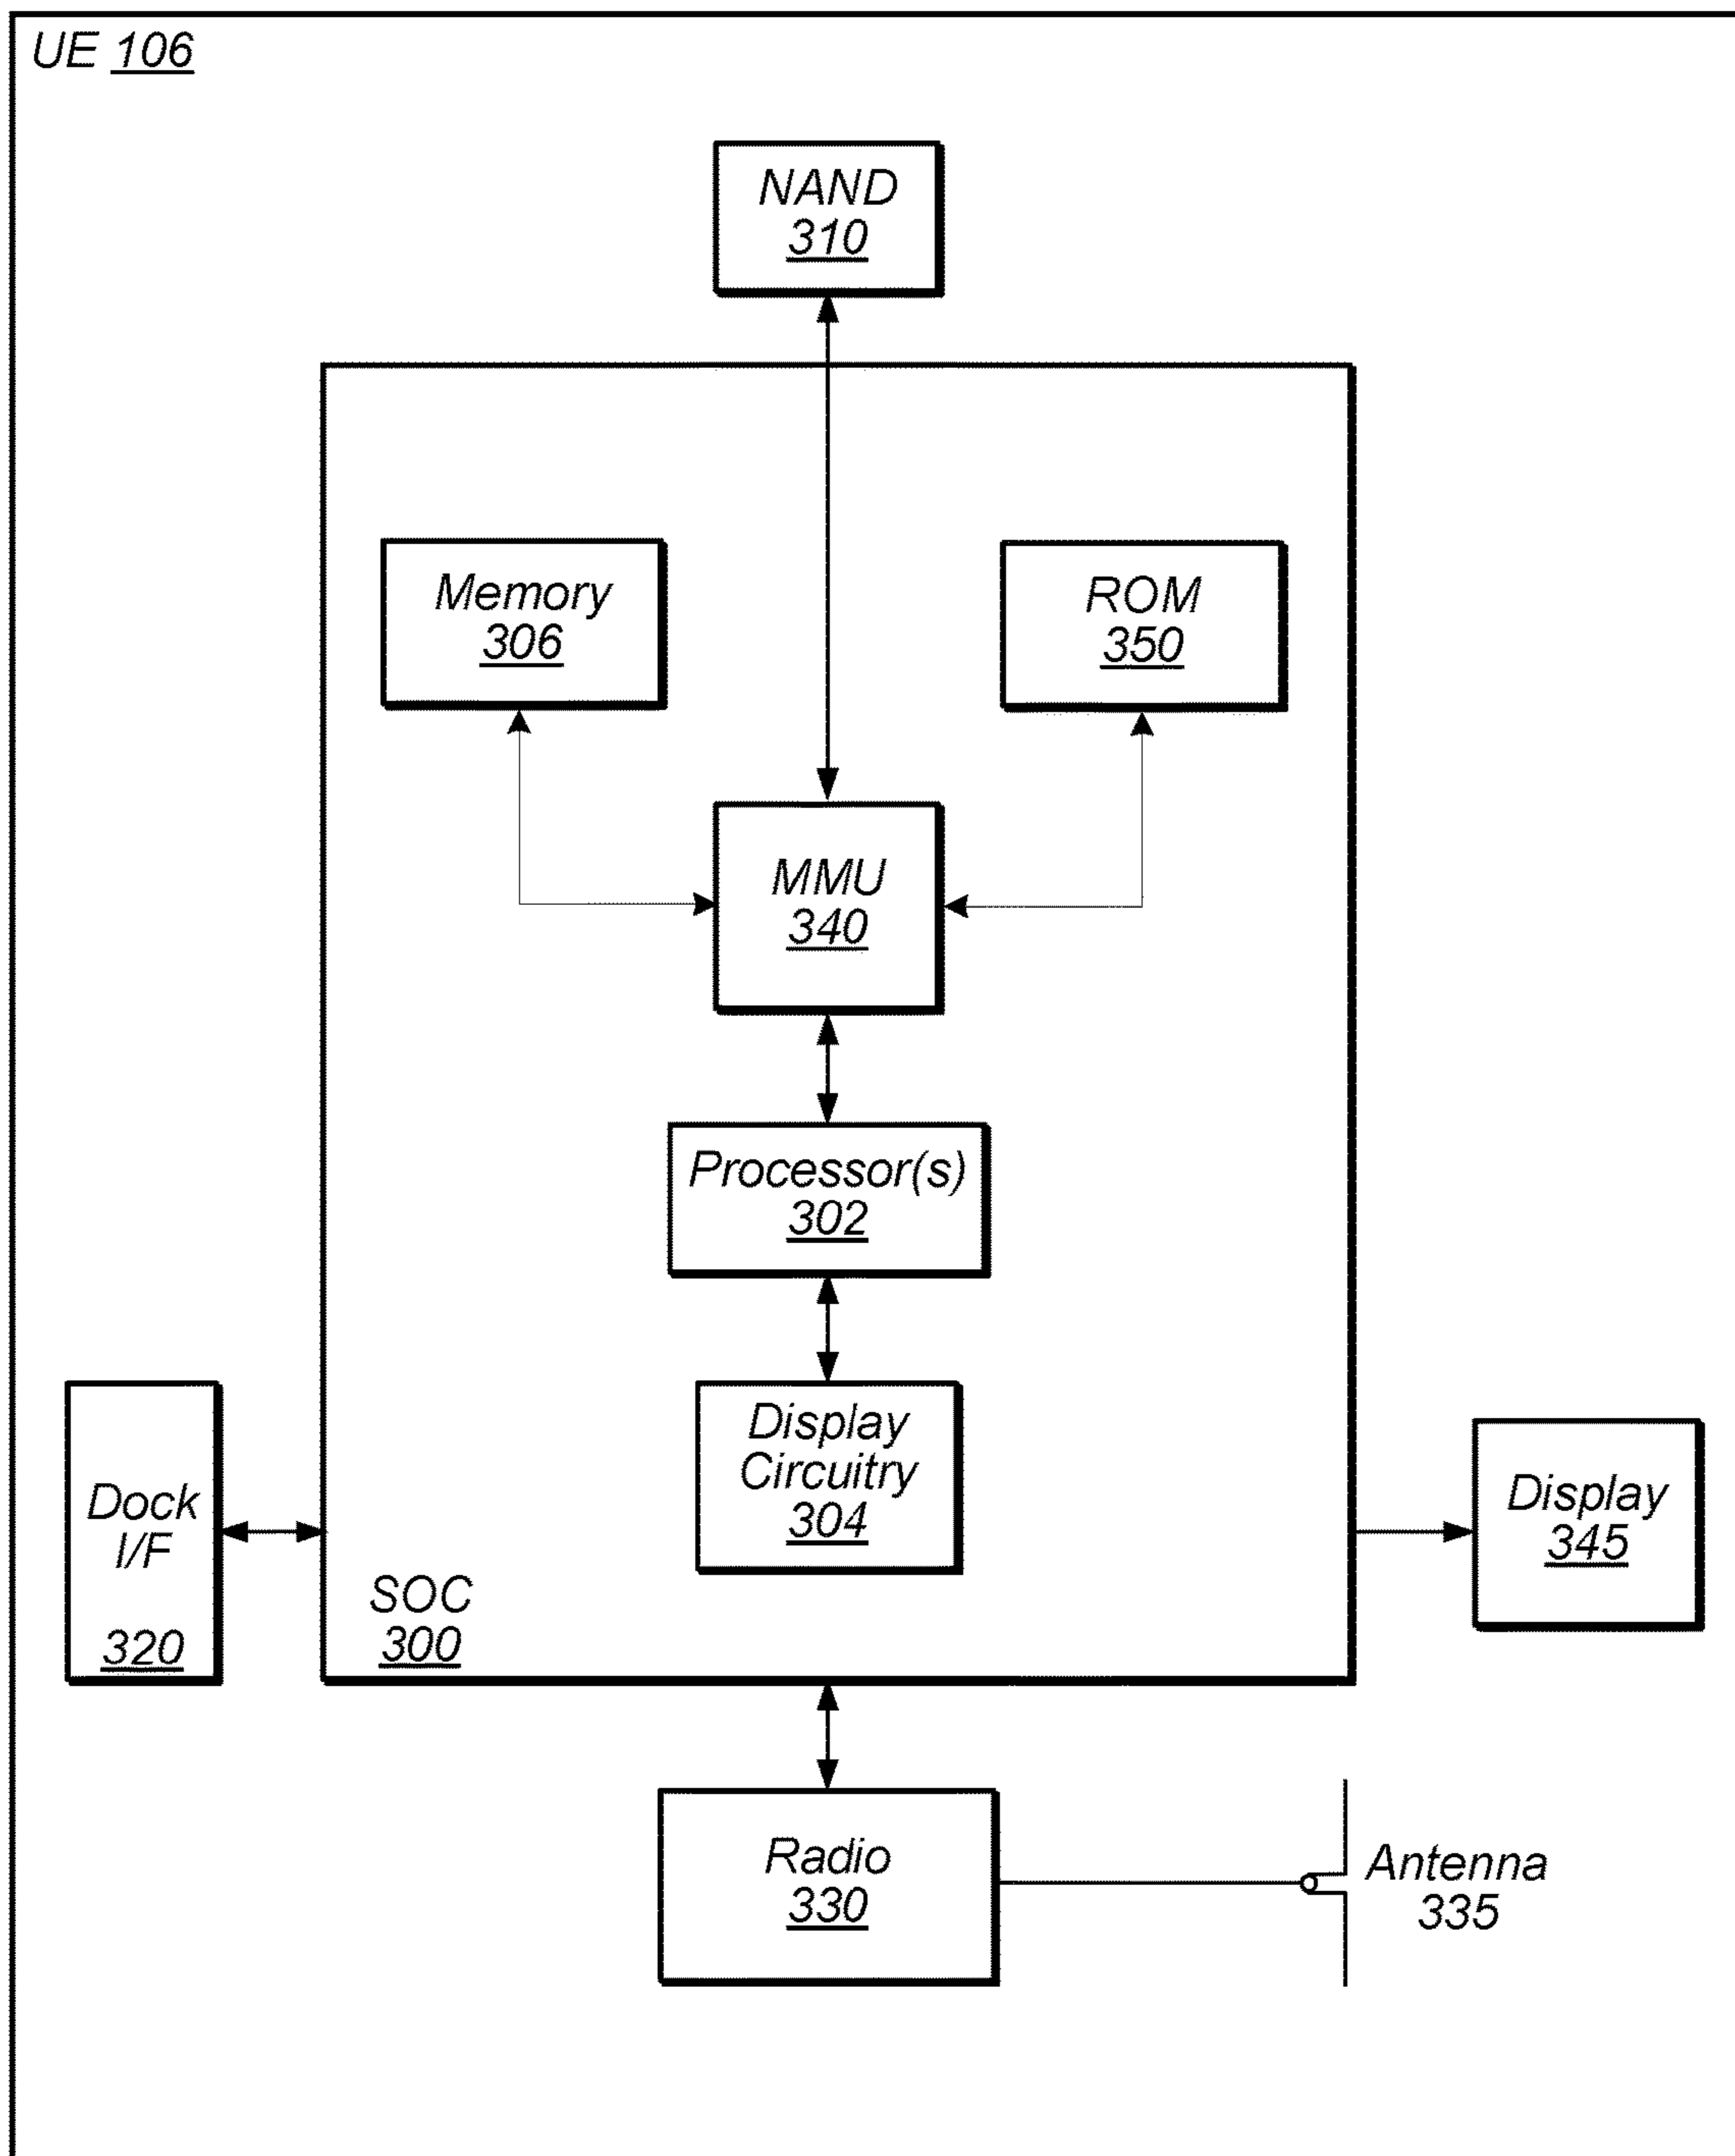 UE 106
NAND
310
Memory
306
ROM
350
MMU
340
Processor(s)
302
Display
Circuitry
304
Dock
I/F
320
SOC
300
Display
345
Radio
330
Antenna
335